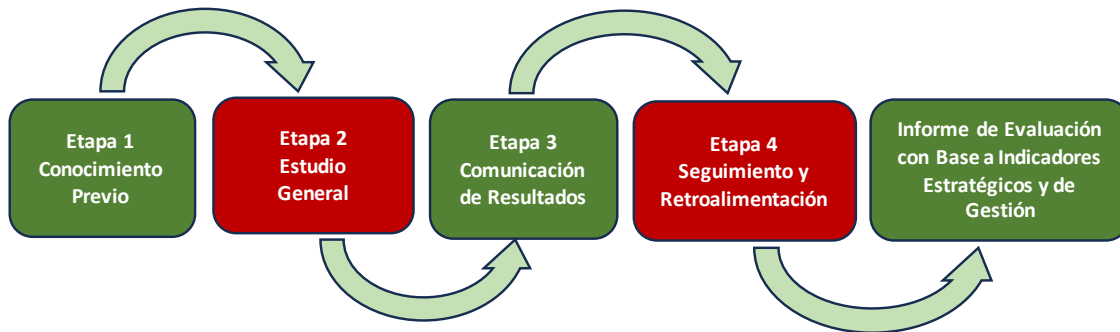 Etapa 1
Conocimiento
Previo
Etapa 2
Estudio
General
Etapa 3
Comunicación
de Resultados
Etapa 4
Seguimiento y
Retroalimentación
Informe de Evaluación
con Base a Indicadores
Estratégicos y de
Gestión